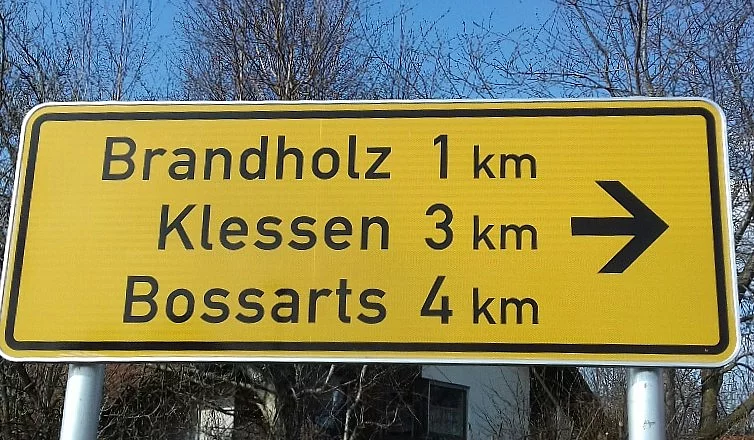 Brandholz 1 km
Klessen 3 km
Bossarts 4 km